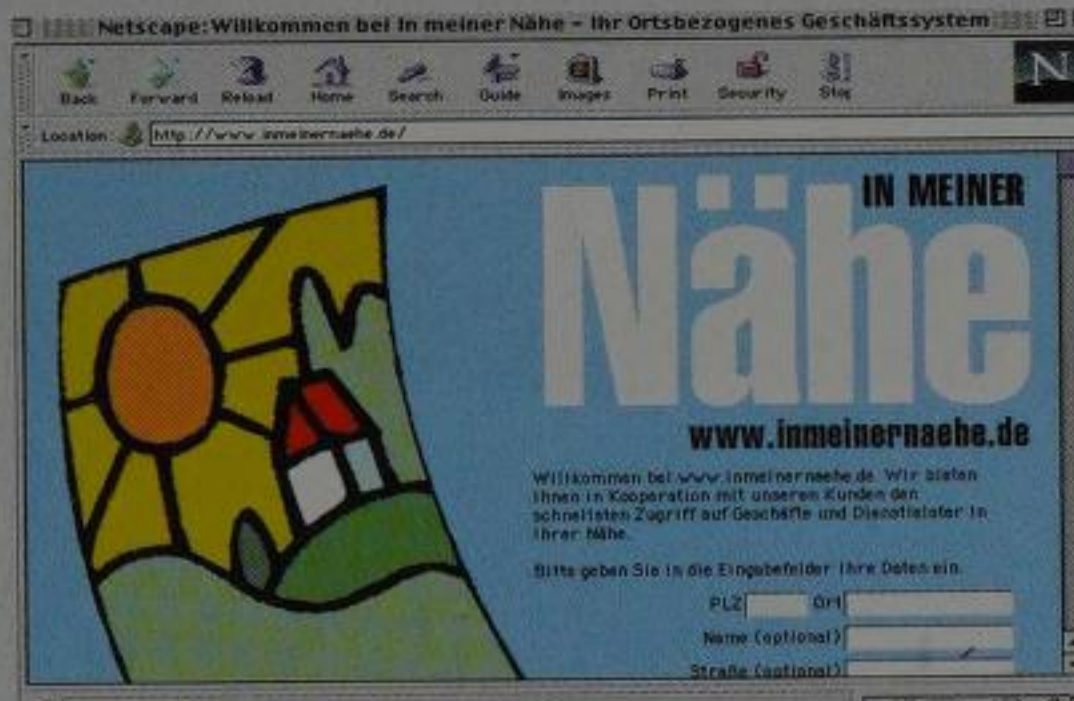 Netscape: Willkommen bei In meiner Nähe - Ihr Ortsbezogenes Geschäftssystem
Back Forward Reload Home Search Guide Images Print Security Stop
N
Location: http://www.inmeinernaehe.de/
IN MEINER
Nähe
www.inmeinernaehe.de
Willkommen bei www.inmeinernaehe.de. Wir bieten
Ihnen in Kooperation mit unseren Kunden den
schnellsten Zugriff auf Geschäfte und Dienstleister in
Ihrer Nähe.
Bitte geben Sie in die Eingabefelder Ihre Daten ein.
PLZ Ort
Name (optional)
Straße (optional)